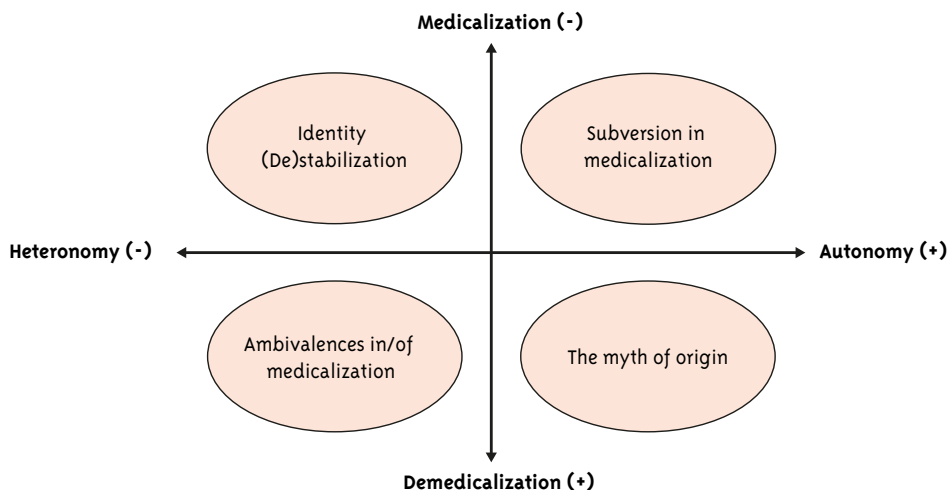 Medicalization (-)
Identity
(De)stabilization
Subversion in
medicalization
Heteronomy (-)
Autonomy (+)
Ambivalences in/of
medicalization
The myth of origin
Demedicalization (+)